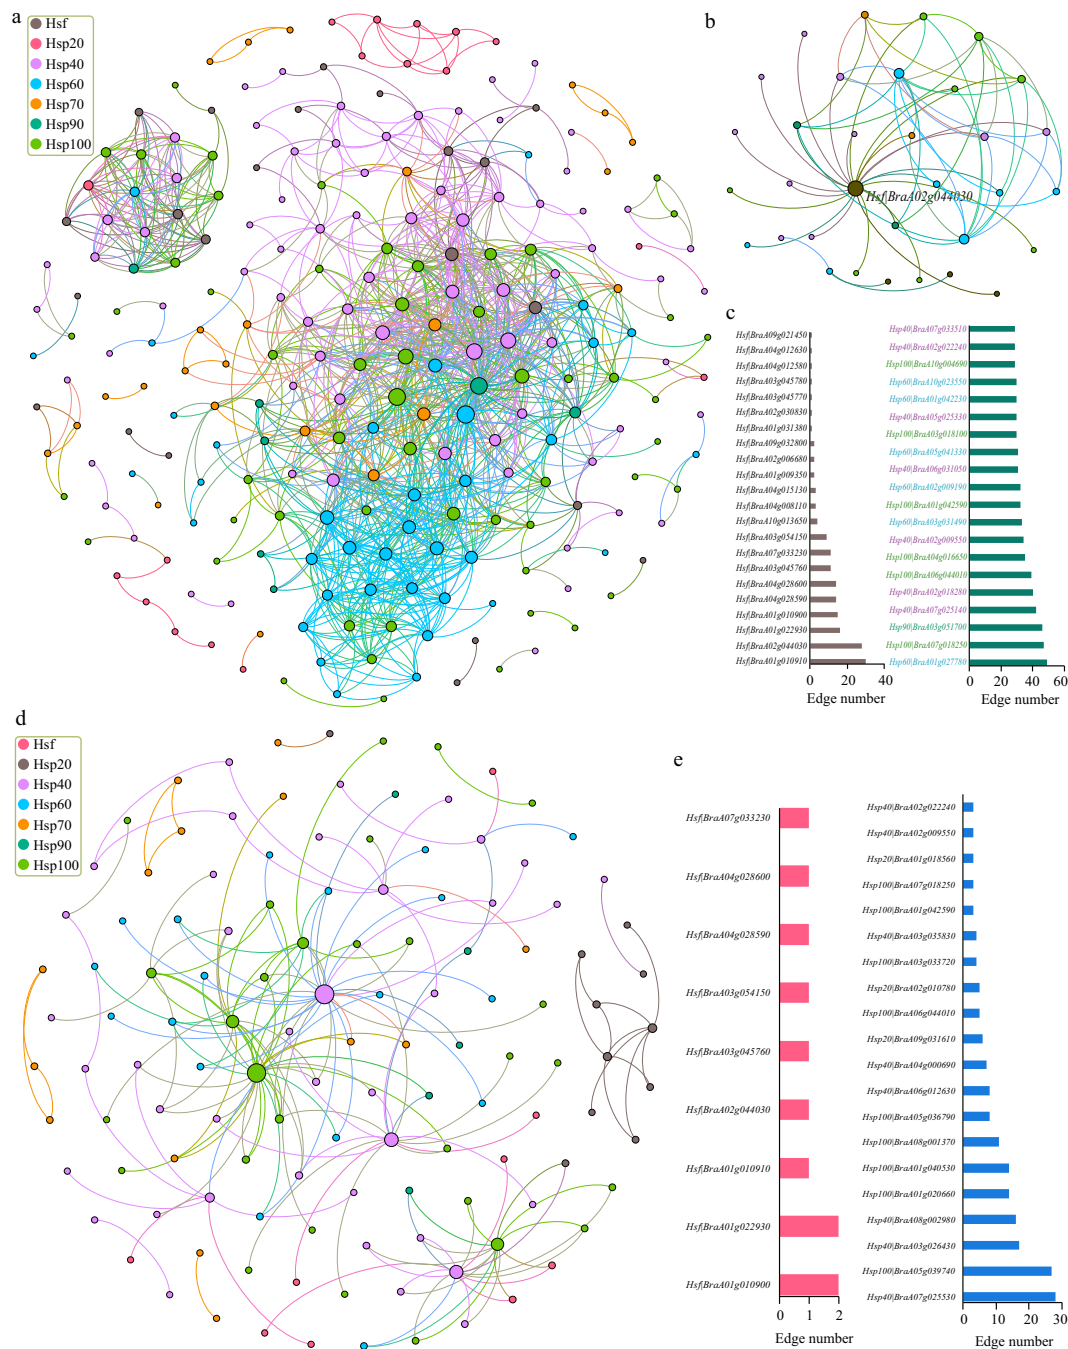 a
Hsf
Hsp20
Hsp40
Hsp60
Hsp70
Hsp90
Hsp100
b
Hsf|BraA02g044030
c
Hsf|BraA09g021450
Hsf|BraA04g012630
Hsf|BraA04g012580
Hsf|BraA03g045780
Hsf|BraA03g045770
Hsf|BraA02g030830
Hsf|BraA01g031380
Hsf|BraA09g032800
Hsf|BraA02g006680
Hsf|BraA01g009350
Hsf|BraA04g015130
Hsf|BraA04g008110
Hsf|BraA10g013650
Hsf|BraA03g054150
Hsf|BraA07g033230
Hsf|BraA03g045760
Hsf|BraA04g028600
Hsf|BraA04g028590
Hsf|BraA01g010900
Hsf|BraA01g022930
Hsf|BraA02g044030
Hsf|BraA01g010910
0 40
Edge number
Hsp40|BraA07g033510
Hsp40|BraA02g022240
Hsp100|BraA10g004690
Hsp60|BraA10g023550
Hsp60|BraA01g042230
Hsp40|BraA05g025330
Hsp100|BraA03g018100
Hsp60|BraA05g041330
Hsp40|BraA06g031050
Hsp60|BraA02g009190
Hsp100|BraA01g042590
Hsp60|BraA03g031490
Hsp40|BraA02g009550
Hsp100|BraA04g016650
Hsp100|BraA06g044010
Hsp40|BraA02g018280
Hsp40|BraA07g025140
Hsp90|BraA03g051700
Hsp100|BraA07g018250
Hsp60|BraA01g027780
0 20 40 60
Edge number
d
Hsf
Hsp20
Hsp40
Hsp60
Hsp70
Hsp90
Hsp100
e
Hsf|BraA07g033230
Hsf|BraA04g028600
Hsf|BraA04g028590
Hsf|BraA03g054150
Hsf|BraA03g045760
Hsf|BraA02g044030
Hsf|BraA01g010910
Hsf|BraA01g022930
Hsf|BraA01g010900
0 1 2
Edge number
Hsp40|BraA02g022240
Hsp40|BraA02g009550
Hsp20|BraA01g018560
Hsp100|BraA07g018250
Hsp100|BraA01g042590
Hsp40|BraA03g035830
Hsp100|BraA03g033720
Hsp20|BraA02g010780
Hsp100|BraA06g044010
Hsp20|BraA09g031610
Hsp40|BraA04g000690
Hsp40|BraA06g012630
Hsp100|BraA05g036790
Hsp100|BraA08g001370
Hsp100|BraA01g040530
Hsp100|BraA01g020660
Hsp40|BraA08g002980
Hsp40|BraA03g026430
Hsp100|BraA05g039740
Hsp40|BraA07g025530
0 10 20 30
Edge number